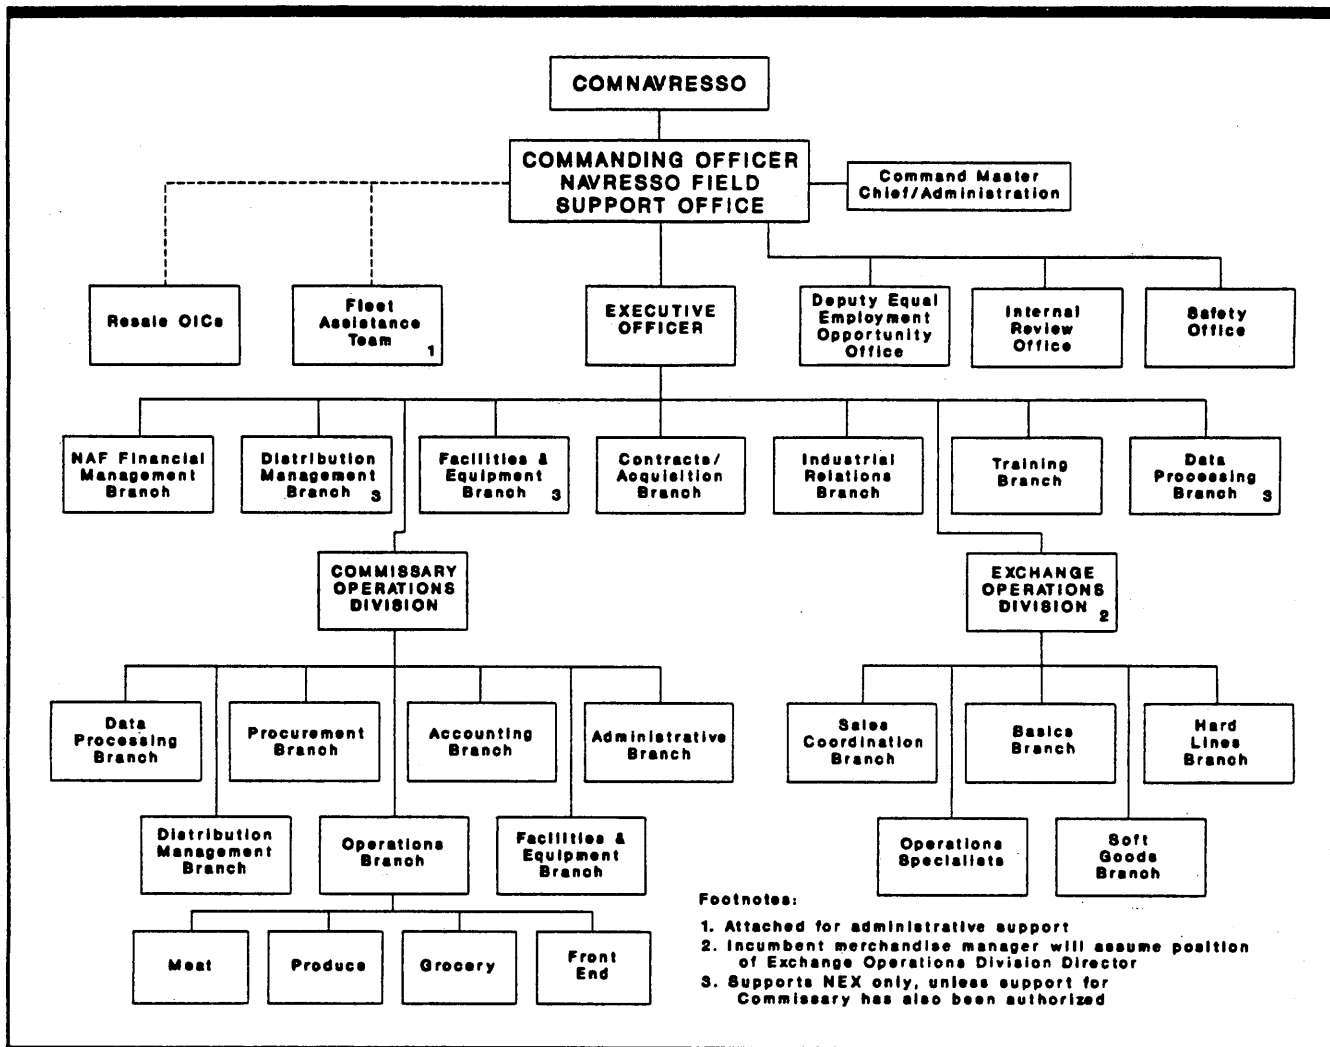 COMNAVRESSO
COMMANDING OFFICER
NAVRESSO FIELD
SUPPORT OFFICE
Command Master
Chief/Administration
Resale OICs
Fleet
Assistance
Team
1
EXECUTIVE
OFFICER
Deputy Equal
Employment
Opportunity
Office
Internal
Review
Office
Safety
Office
NAF Financial
Management
Branch
Distribution
Management
Branch 3
Facilities &
Equipment
Branch 3
Contracts/
Acquisition
Branch
Industrial
Relations
Branch
Training
Branch
Data
Processing
Branch 3
COMMISSARY
OPERATIONS
DIVISION
EXCHANGE
OPERATIONS
DIVISION
2
Data
Processing
Branch
Procurement
Branch
Accounting
Branch
Administrative
Branch
Sales
Coordination
Branch
Basics
Branch
Hard
Lines
Branch
Distribution
Management
Branch
Operations
Branch
Facilities &
Equipment
Branch
Operations
Specialists
Soft
Goods
Branch
Meat
Produce
Grocery
Front
End
Footnotes:
1. Attached for administrative support
2. Incumbent merchandise manager will assume position
of Exchange Operations Division Director
3. Supports NEX only, unless support for
Commissary has also been authorized